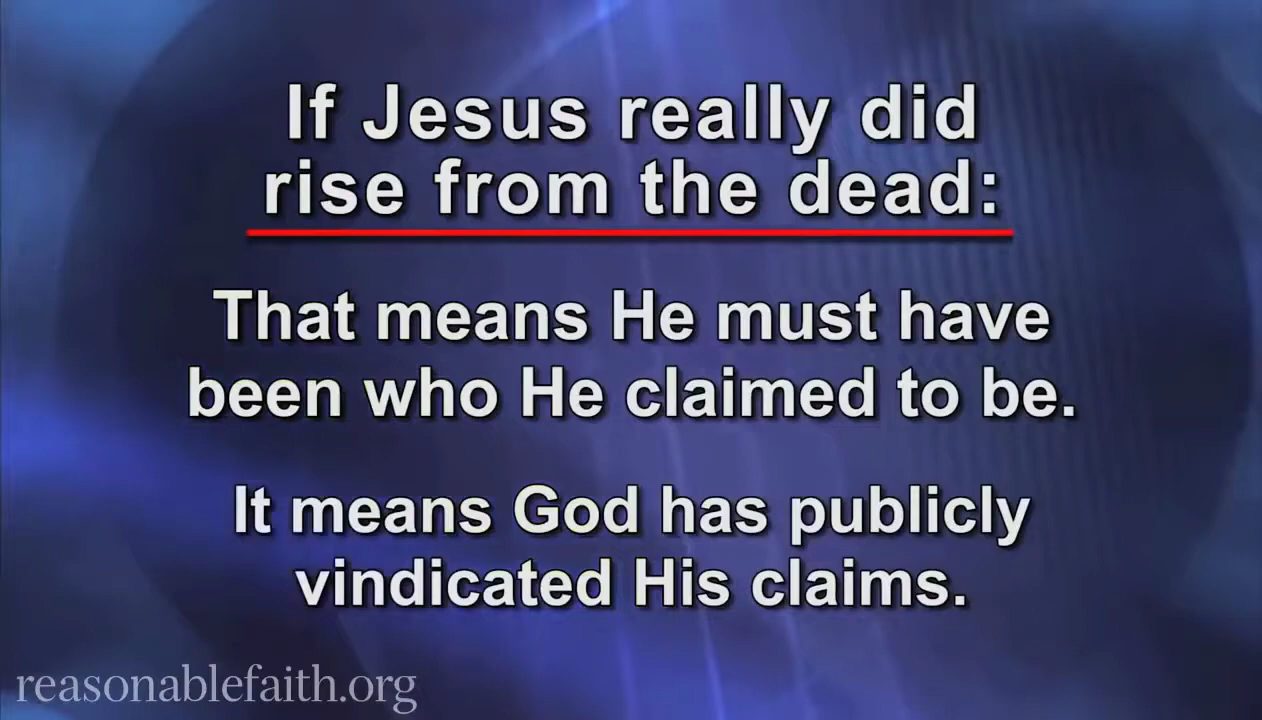 If Jesus really did
rise from the dead:
That means He must have
been who He claimed to be.
It means God has publicly
vindicated His claims.
reasonablefaith.org